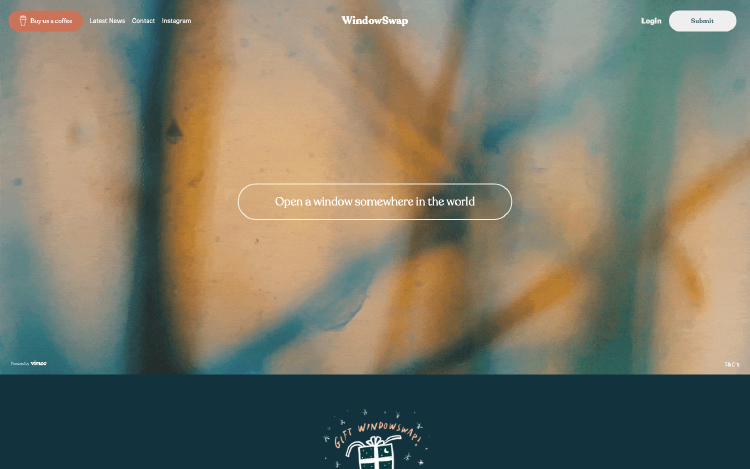 Buy us a coffee
Latest News
Contact
Instagram
WindowSwap
Login
Submit
Open a window somewhere in the world
Powered by vimeo
T&C's
GIFT WINDOWSWAP!